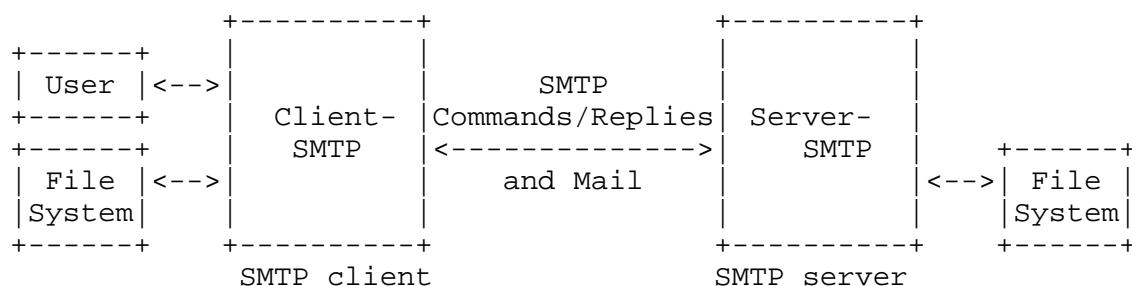 +----------+                +----------+
+------+    |          |                |          |
| User |<-->|          |      SMTP      |          |
+------+    |  Client- |Commands/Replies| Server-  |
+------+    |   SMTP   |<-------------->|    SMTP  |    +------+
| File |<-->|          |    and Mail    |          |<-->| File |
|System|    |          |                |          |    |System|
+------+    +----------+                +----------+    +------+
             SMTP client                SMTP server